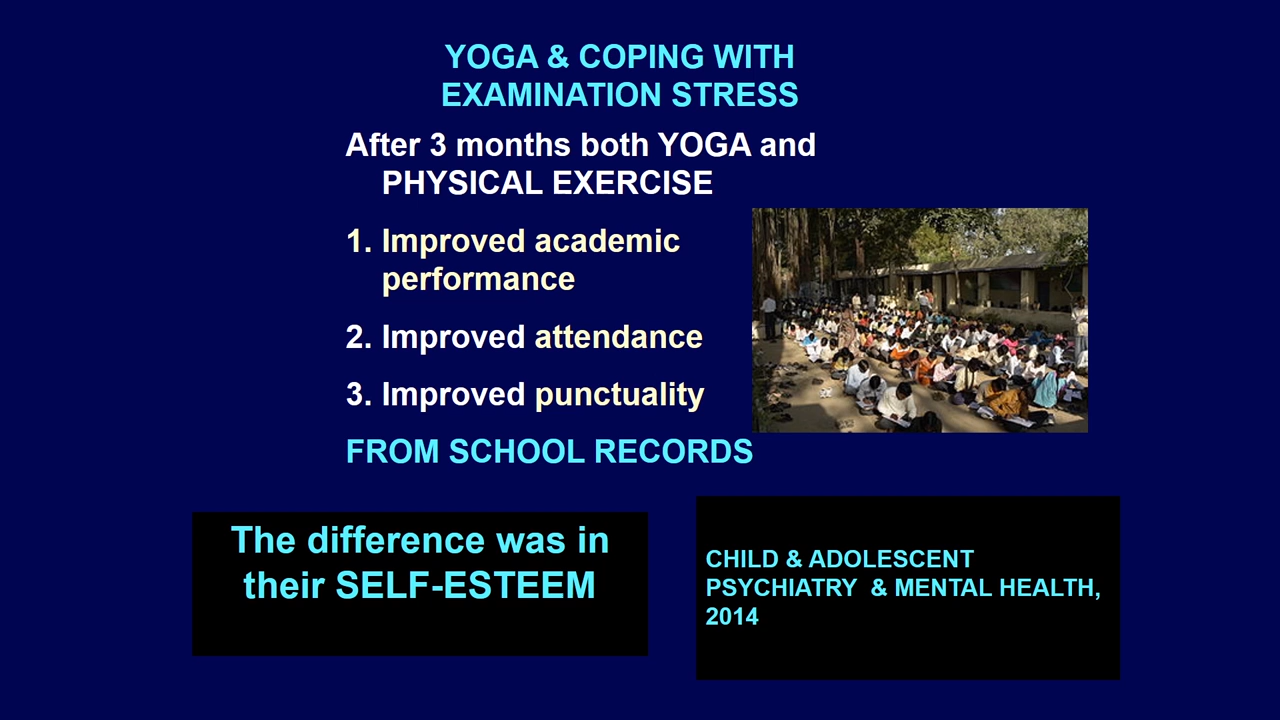 YOGA & COPING WITH
EXAMINATION STRESS
After 3 months both YOGA and
PHYSICAL EXERCISE
1. Improved academic
performance
2. Improved attendance
3. Improved punctuality
FROM SCHOOL RECORDS
The difference was in
their SELF-ESTEEM
CHILD & ADOLESCENT
PSYCHIATRY & MENTAL HEALTH,
2014